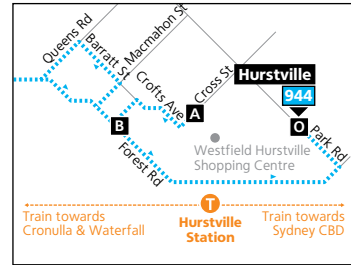 Queens Rd
Barratt St
Macmahon St
Crofts Ave
Cross St
Hurstville
944
A
B
O
Park Rd
Forest Rd
Westfield Hurstville
Shopping Centre
T
Train towards
Cronulla & Waterfall
Hurstville
Station
Train towards
Sydney CBD